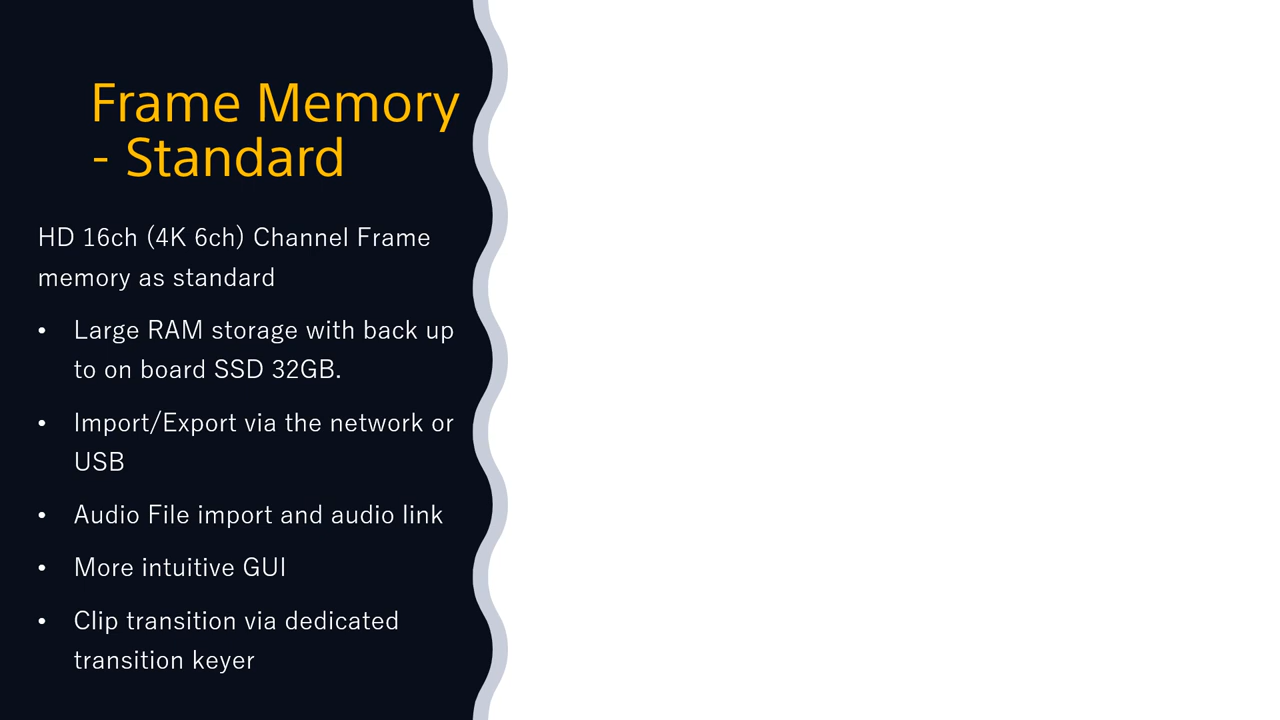 Frame Memory
- Standard
HD 16ch (4K 6ch) Channel Frame
memory as standard
• Large RAM storage with back up
to on board SSD 32GB.
• Import/Export via the network or
USB
• Audio File import and audio link
• More intuitive GUI
• Clip transition via dedicated
transition keyer